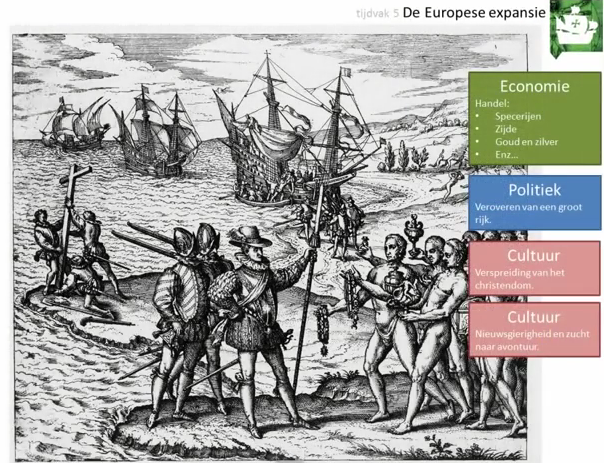 tijdvak 5 De Europese expansie
Economie
Handel:
• Specerijen
• Zijde
• Goud en zilver
• Enz...
Politiek
Veroveren van een groot
rijk.
Cultuur
Verspreiding van het
christendom.
Cultuur
Nieuwsgierigheid en zucht
naar avontuur.